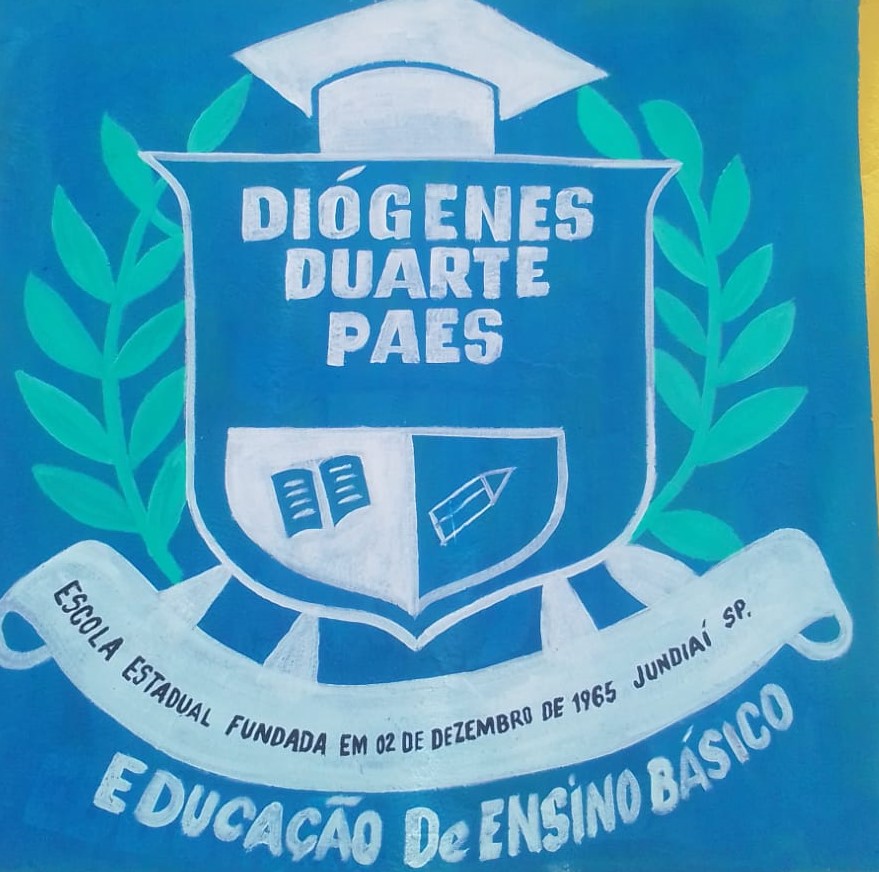 DIÓGENES
DUARTE
PAES
ESCOLA ESTADUAL FUNDADA EM 02 DE DEZEMBRO DE 1965 JUNDIAÍ SP.
EDUCAÇÃO De ENSINO BÁSICO